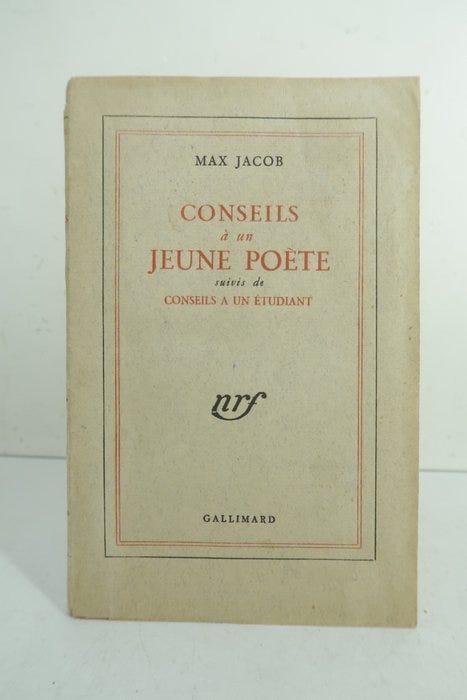 MAX JACOB
CONSEILS
à un
JEUNE POÈTE
suivis de
CONSEILS A UN ÉTUDIANT
nrf
GALLIMARD